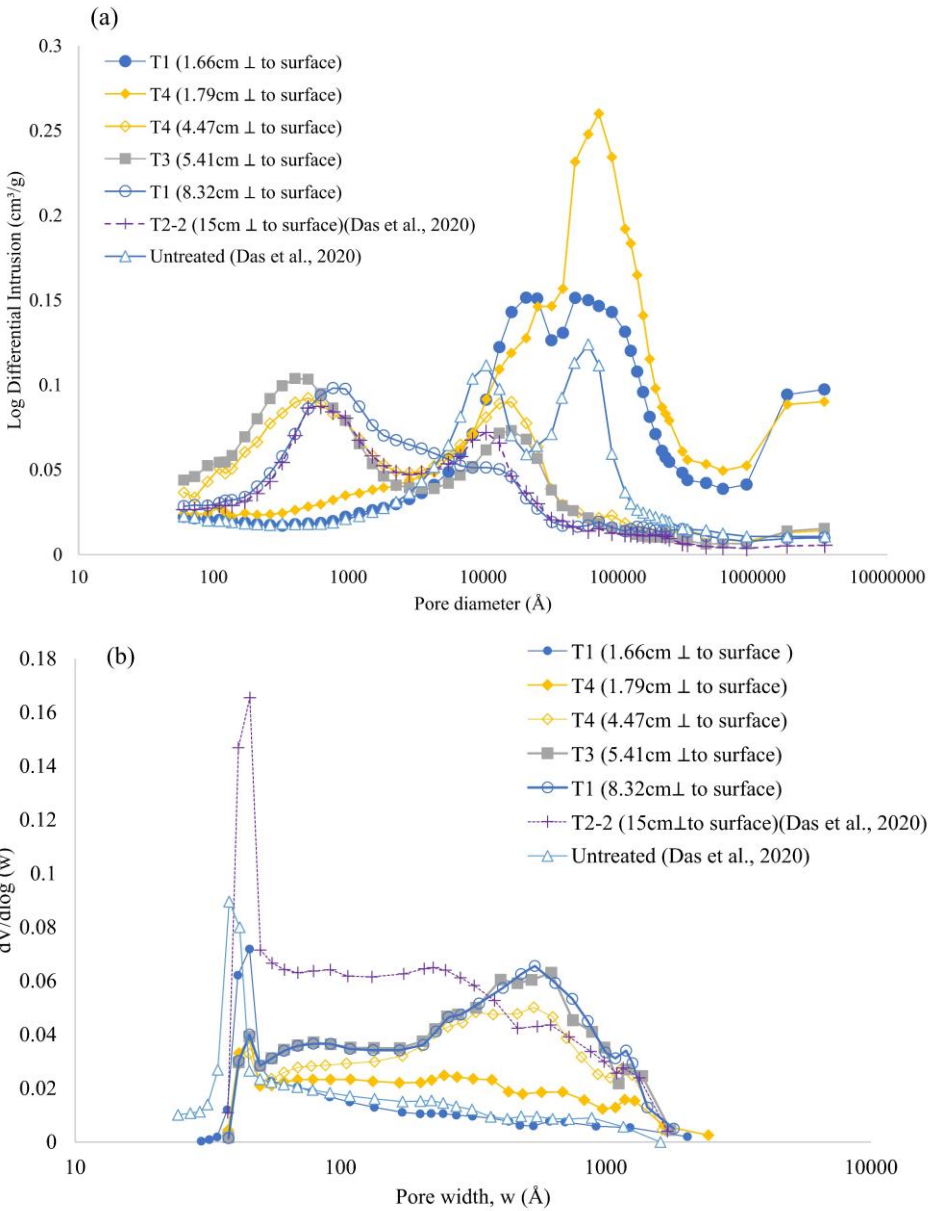 (a)
0.3
0.25
0.2
0.15
0.1
0.05
0
Log Differential Intrusion (cm³/g)
T1 (1.66cm ⊥ to surface)
T4 (1.79cm ⊥ to surface)
T4 (4.47cm ⊥ to surface)
T3 (5.41cm ⊥ to surface)
T1 (8.32cm ⊥ to surface)
T2-2 (15cm ⊥ to surface)(Das et al., 2020)
Untreated (Das et al., 2020)
10 100 1000 10000 100000 1000000 10000000
Pore diameter (Å)
(b)
0.18
0.16
0.14
0.12
0.1
0.08
0.06
0.04
0.02
0
dV/dlog (w)
T1 (1.66cm ⊥ to surface )
T4 (1.79cm ⊥ to surface)
T4 (4.47cm ⊥ to surface)
T3 (5.41cm ⊥to surface)
T1 (8.32cm⊥ to surface)
T2-2 (15cm⊥to surface)(Das et al., 2020)
Untreated (Das et al., 2020)
10 100 1000 10000
Pore width, w (Å)